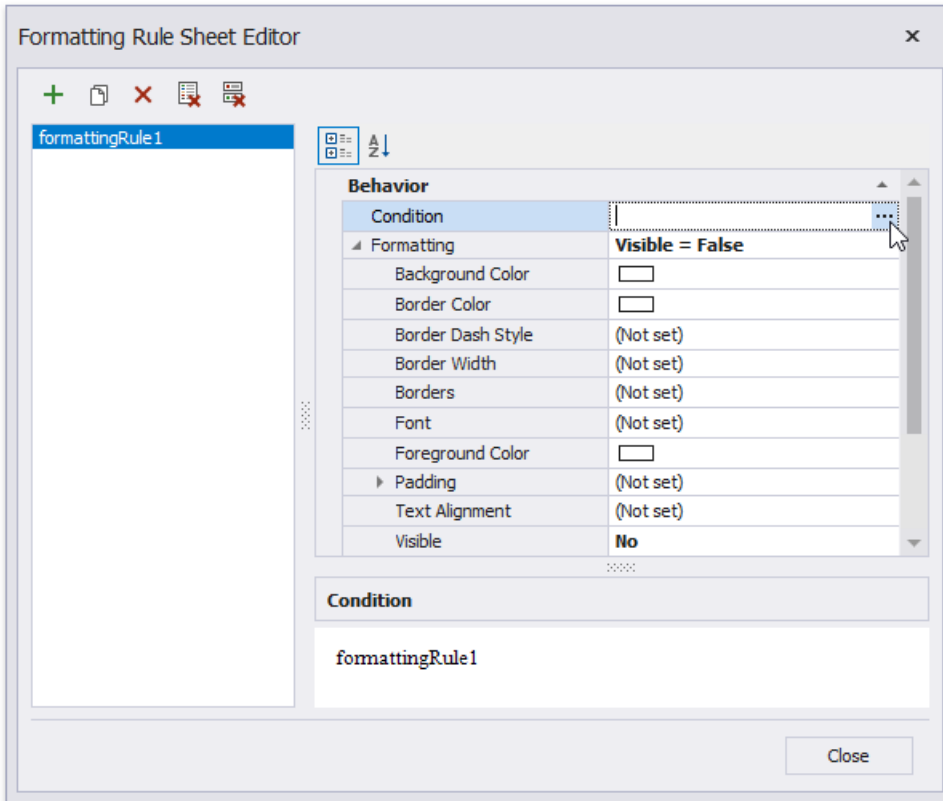 Formatting Rule Sheet Editor
formattingRule1
A
Z
Behavior
Condition ...
Formatting Visible = False
Background Color
Border Color
Border Dash Style (Not set)
Border Width (Not set)
Borders (Not set)
Font (Not set)
Foreground Color
Padding (Not set)
Text Alignment (Not set)
Visible No
Condition
formattingRule1
Close